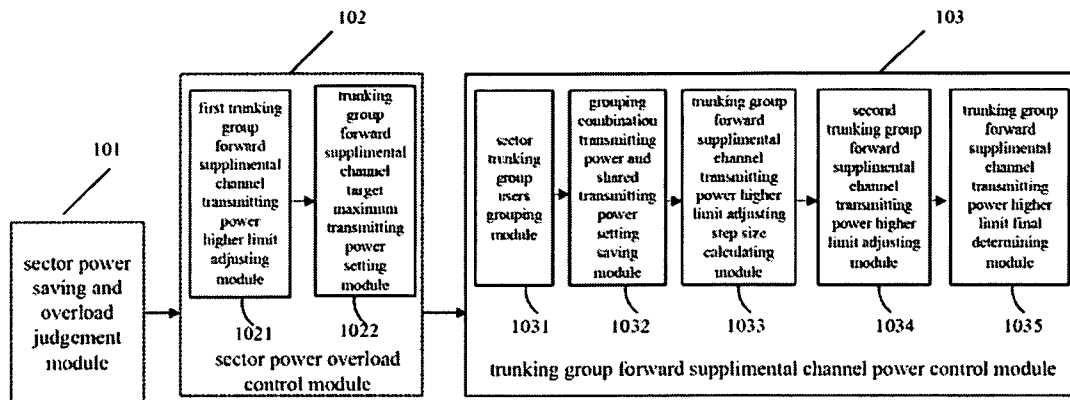 102
103
101
sector power
saving and
overload
judgement
module
first trunking
group
forward
supplimental
channel
transmitting
power
higher limit
adjusting
module
1021
trunking
group
forward
supplimental
channel
target
maximum
transmitting
power
setting
module
1022
sector power overload
control module
sector
trunking
group
users
grouping
module
1031
grouping
combination
transmitting
power and
shared
transmitting
power
setting
saving
module
1032
trunking group
forward
supplimental
channel
transmitting
power higher
limit adjusting
step size
calculating
module
1033
second
trunking group
forward
supplimental
channel
transmitting
power higher
limit adjusting
module
1034
trunking group
forward
supplimental
channel
transmitting
power higher
limit final
determining
module
1035
trunking group forward supplimental channel power control module